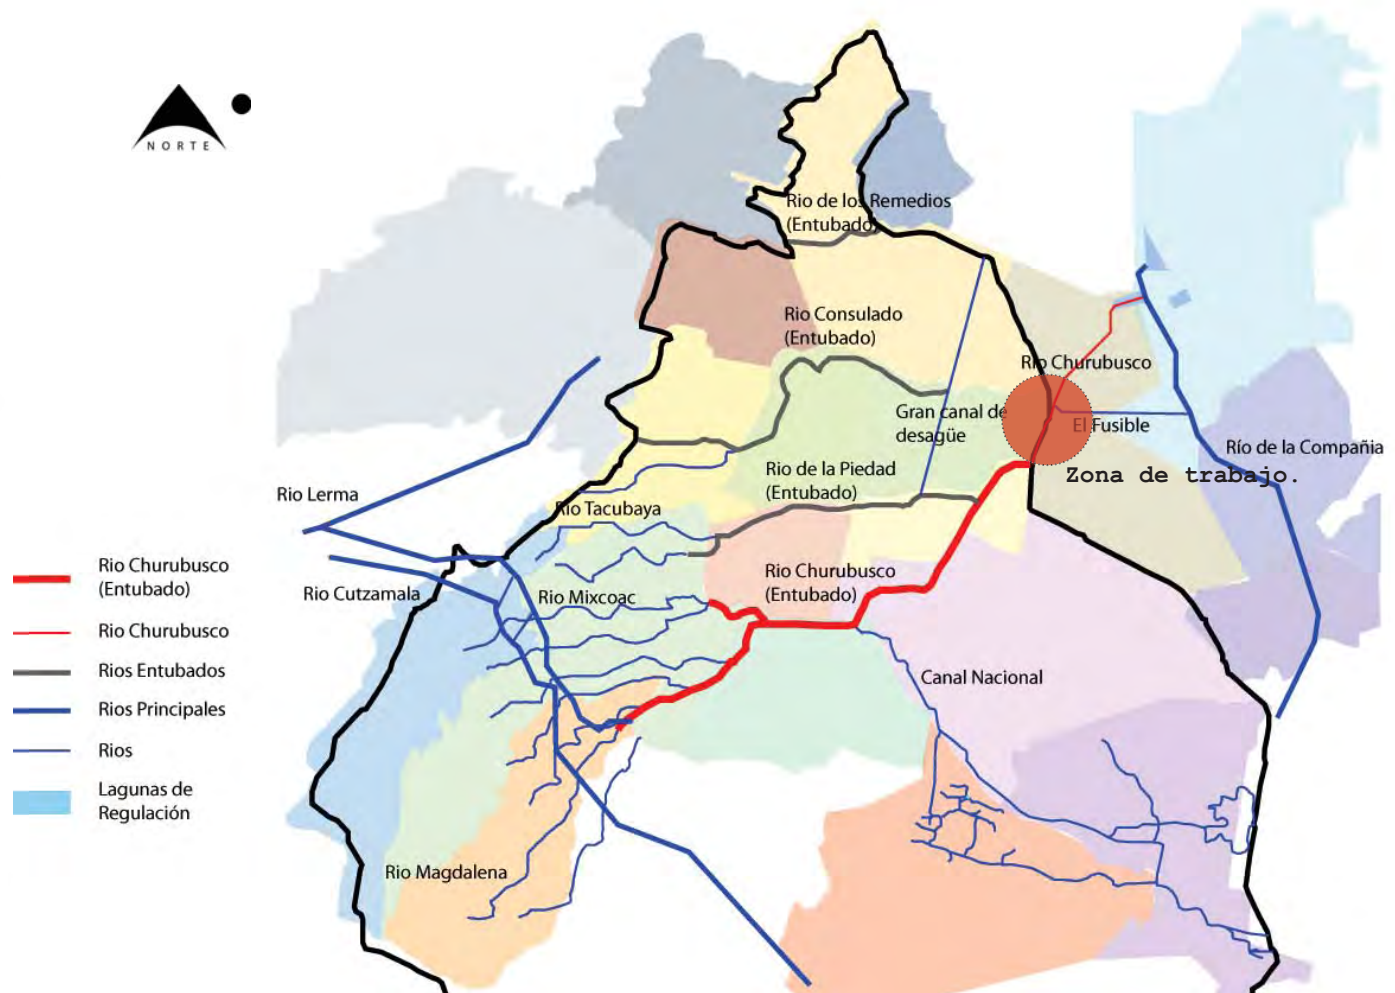 NORTE
Rio de los Remedios
(Entubado)
Rio Consulado
(Entubado)
Rio Churubusco
Gran canal de
desagüe
El Fusible
Río de la Compañia
Rio de la Piedad
(Entubado)
Zona de trabajo.
Rio Lerma
Rio Tacubaya
Rio Churubusco
(Entubado)
Rio Cutzamala
Rio Mixcoac
Canal Nacional
Rio Magdalena
Rio Churubusco
(Entubado)
Rio Churubusco
Rios Entubados
Rios Principales
Rios
Lagunas de
Regulación